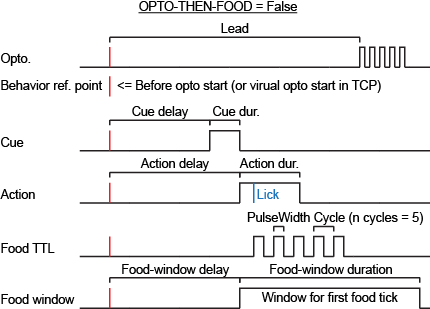 OPTO-THEN-FOOD = False
Lead
Opto.
Behavior ref. point <= Before opto start (or virual opto start in TCP)
Cue delay Cue dur.
Cue
Action delay Action dur.
Action Lick
PulseWidth Cycle (n cycles = 5)
Food TTL
Food-window delay Food-window duration
Food window Window for first food tick